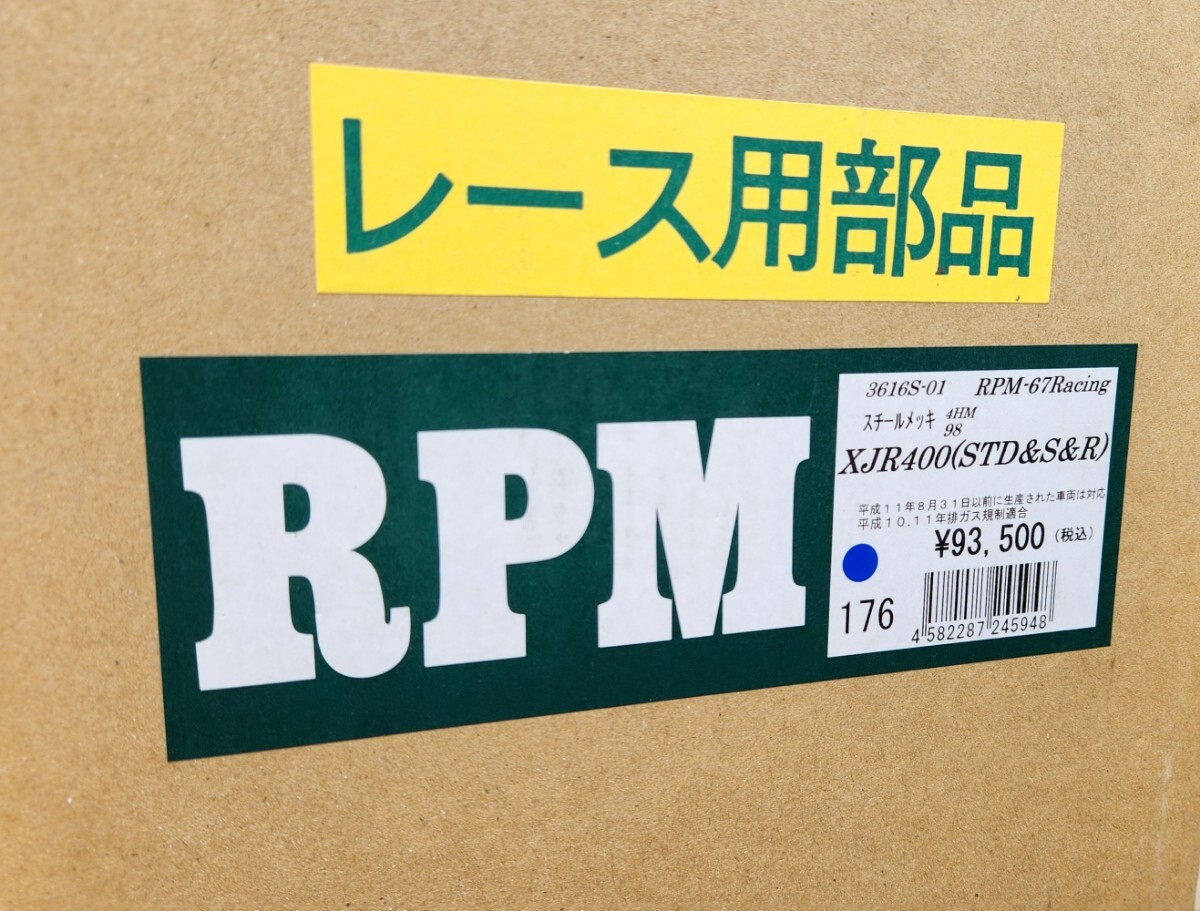 レース用部品
RPM
3616S-01 RPM-67Racing
スチールメッキ 4HM
98
XJR400(STD&S&R)
平成11年8月31日以前に生産された車両は対応
平成10.11年排ガス規制適合
¥93,500 (税込)
176
4 582287 245948